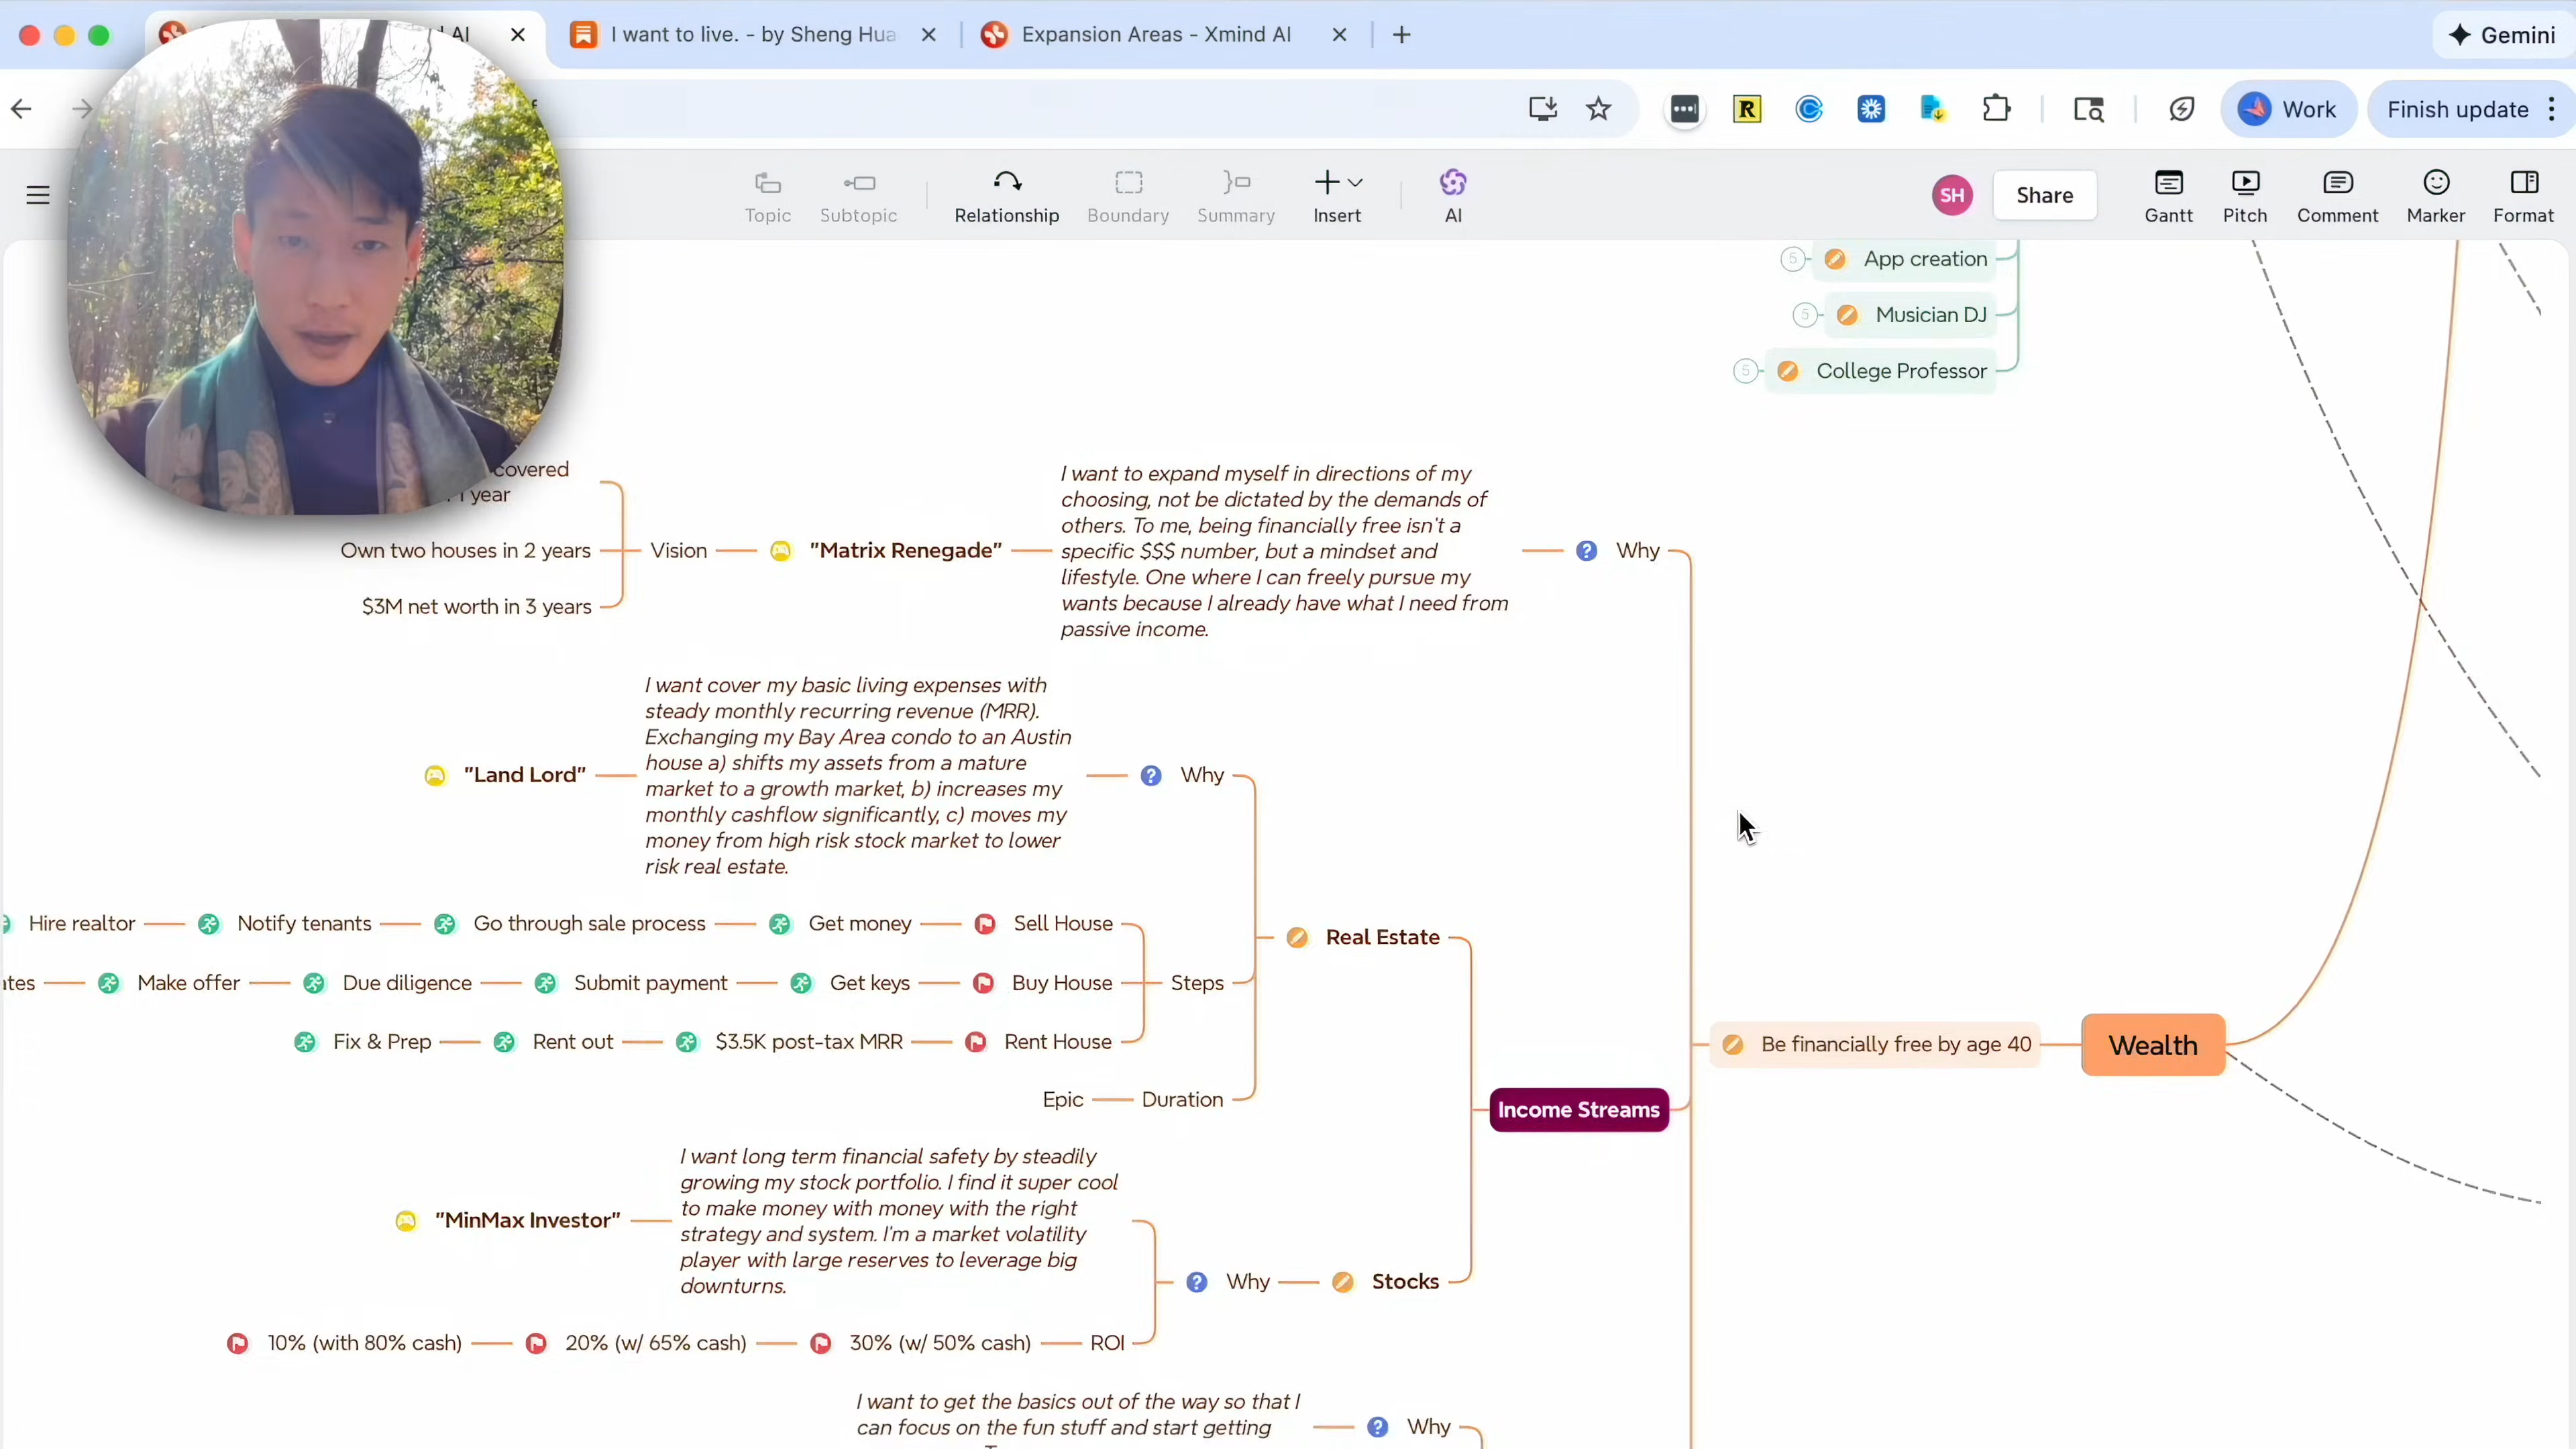 AI
I want to live. - by Sheng Hua
Expansion Areas - Xmind AI
Gemini
Work
Finish update
Topic
Subtopic
Relationship
Boundary
Summary
Insert
AI
SH
Share
Gantt
Pitch
Comment
Marker
Format
5
App creation
5
Musician DJ
5
College Professor
covered
1 year
Own two houses in 2 years
$3M net worth in 3 years
Vision
"Matrix Renegade"
I want to expand myself in directions of my
choosing, not be dictated by the demands of
others. To me, being financially free isn't a
specific $$$ number, but a mindset and
lifestyle. One where I can freely pursue my
wants because I already have what I need from
passive income.
Why
"Land Lord"
I want cover my basic living expenses with
steady monthly recurring revenue (MRR).
Exchanging my Bay Area condo to an Austin
house a) shifts my assets from a mature
market to a growth market, b) increases my
monthly cashflow significantly, c) moves my
money from high risk stock market to lower
risk real estate.
Why
Hire realtor
Notify tenants
Go through sale process
Get money
Sell House
Make offer
Due diligence
Submit payment
Get keys
Buy House
Steps
Fix & Prep
Rent out
$3.5K post-tax MRR
Rent House
Epic
Duration
Real Estate
Income Streams
Be financially free by age 40
Wealth
"MinMax Investor"
I want long term financial safety by steadily
growing my stock portfolio. I find it super cool
to make money with money with the right
strategy and system. I'm a market volatility
player with large reserves to leverage big
downturns.
Why
Stocks
10% (with 80% cash)
20% (w/ 65% cash)
30% (w/ 50% cash)
ROI
I want to get the basics out of the way so that I
can focus on the fun stuff and start getting
Why